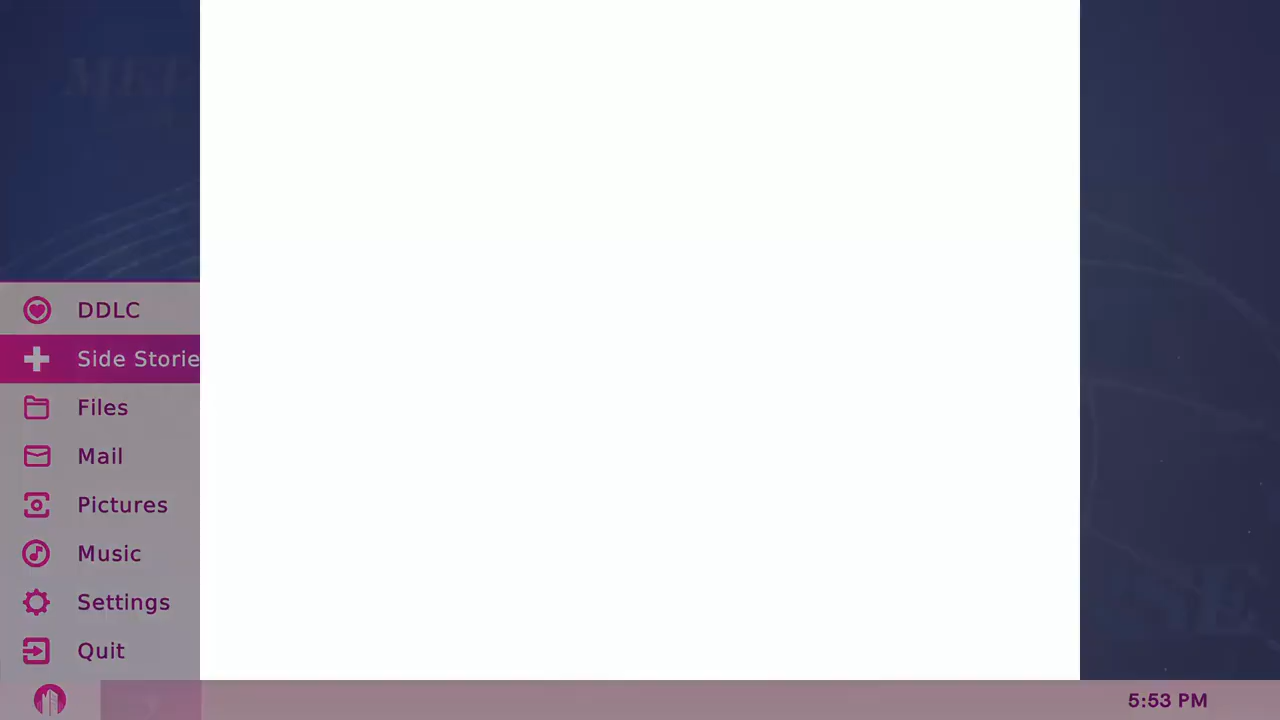 DDLC
Side Storie
Files
Mail
Pictures
Music
Settings
Quit
5:53 PM